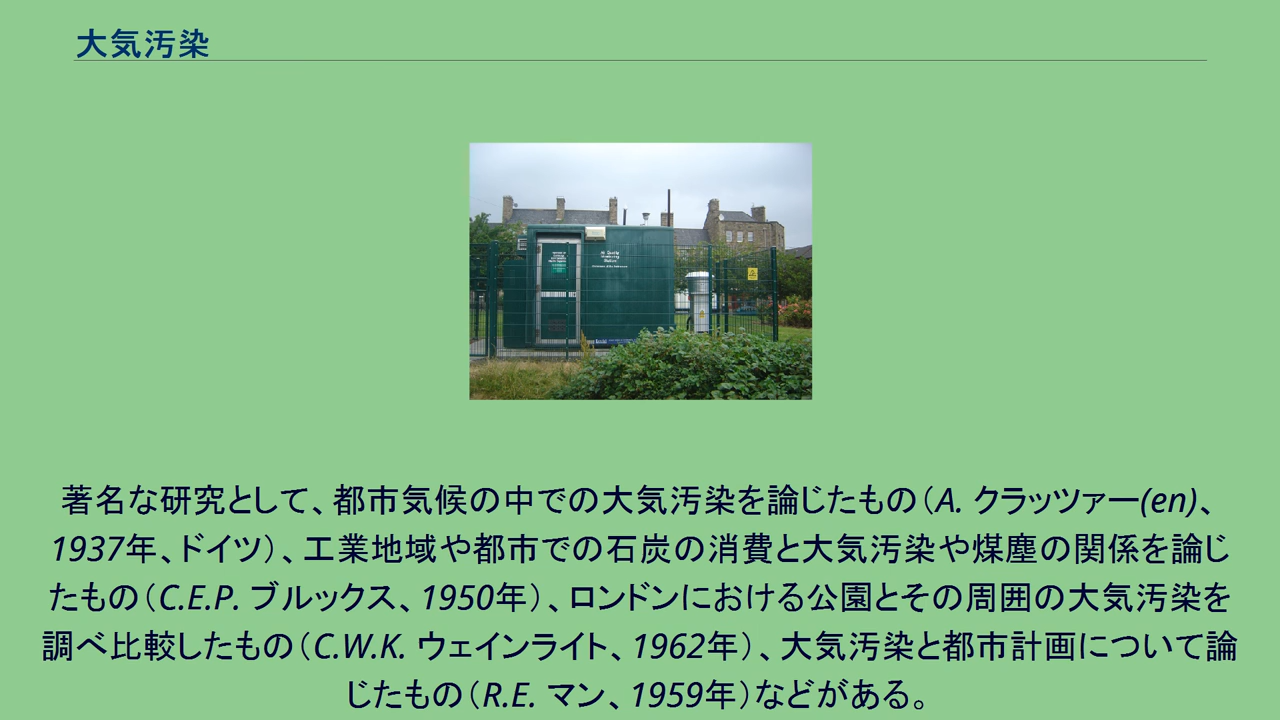 大気汚染
Air Quality
Monitoring
Station
著名な研究として、都市気候の中での大気汚染を論じたもの（A. クラッツァー(en)、
1937年、ドイツ）、工業地域や都市での石炭の消費と大気汚染や煤塵の関係を論じ
たもの（C.E.P. ブルックス、1950年）、ロンドンにおける公園とその周囲の大気汚染を
調べ比較したもの（C.W.K. ウェインライト、1962年）、大気汚染と都市計画について論
じたもの（R.E. マン、1959年）などがある。